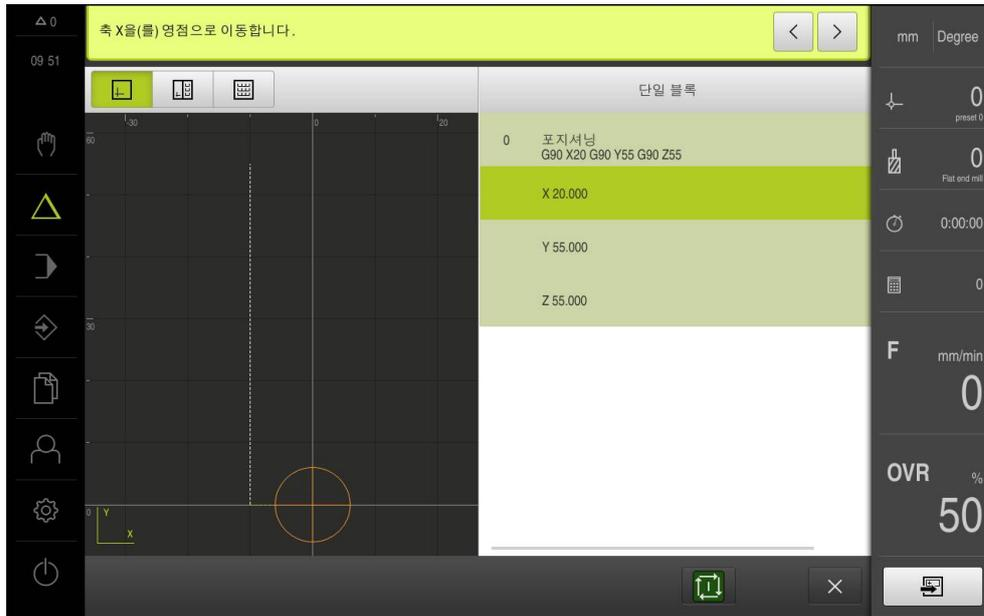 0
09 51
축 X을(를) 영점으로 이동합니다.
mm
Degree
단일 블록
-30
0
20
60
30
0
Y
X
0 포지셔닝
G90 X20 G90 Y55 G90 Z55
X 20.000
Y 55.000
Z 55.000
0
preset 0
0
Flat end mill
0:00:00
0
F
mm/min
0
OVR
%
50